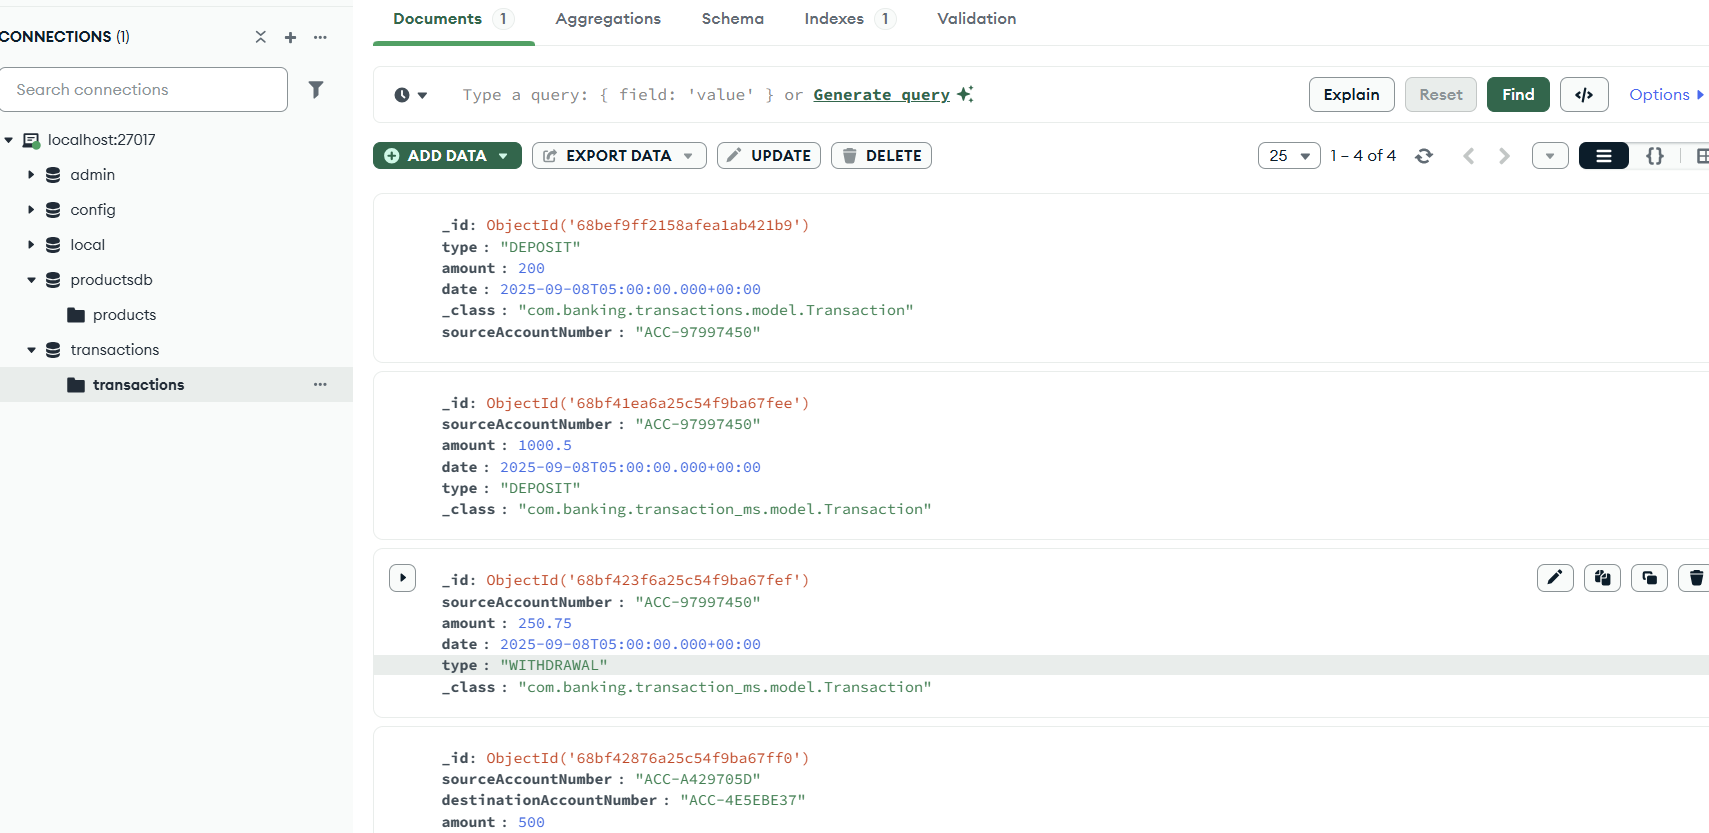 Documents 1 Aggregations Schema Indexes 1 Validation
CONNECTIONS (1)
Search connections
Type a query: { field: 'value' } or Generate query
Explain Reset Find </> Options
localhost:27017
admin
config
local
productsdb
products
transactions
transactions
ADD DATA EXPORT DATA UPDATE DELETE
25 1 – 4 of 4 {}
_id: ObjectId('68bef9ff2158afea1ab421b9')
type : "DEPOSIT"
amount : 200
date : 2025-09-08T05:00:00.000+00:00
_class : "com.banking.transactions.model.Transaction"
sourceAccountNumber : "ACC-97997450"
_id: ObjectId('68bf41ea6a25c54f9ba67fee')
sourceAccountNumber : "ACC-97997450"
amount : 1000.5
date : 2025-09-08T05:00:00.000+00:00
type : "DEPOSIT"
_class : "com.banking.transaction_ms.model.Transaction"
_id: ObjectId('68bf423f6a25c54f9ba67fef')
sourceAccountNumber : "ACC-97997450"
amount : 250.75
date : 2025-09-08T05:00:00.000+00:00
type : "WITHDRAWAL"
_class : "com.banking.transaction_ms.model.Transaction"
_id: ObjectId('68bf42876a25c54f9ba67ff0')
sourceAccountNumber : "ACC-A429705D"
destinationAccountNumber : "ACC-4E5EBE37"
amount : 500